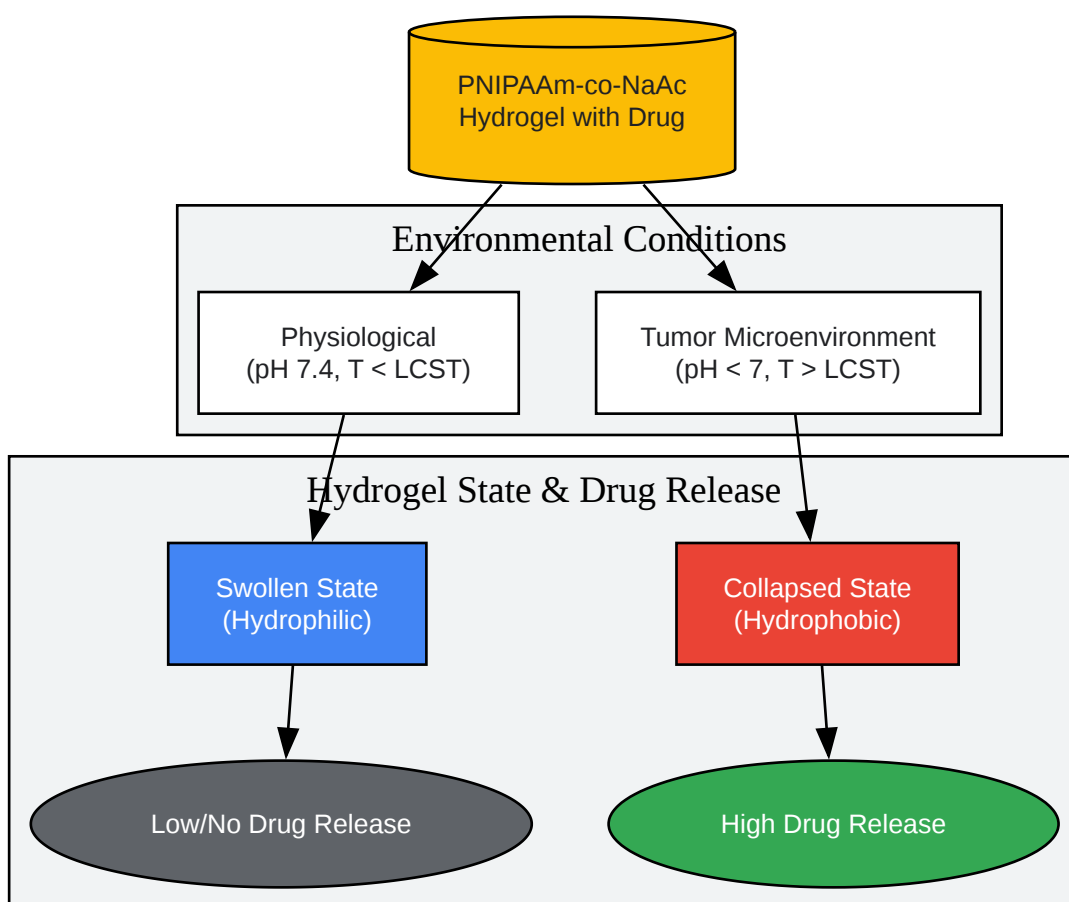 PNIPAAm-co-NaAc
Hydrogel with Drug
Environmental Conditions
Physiological
(pH 7.4, T < LCST)
Tumor Microenvironment
(pH < 7, T > LCST)
Hydrogel State & Drug Release
Swollen State
(Hydrophilic)
Collapsed State
(Hydrophobic)
Low/No Drug Release
High Drug Release